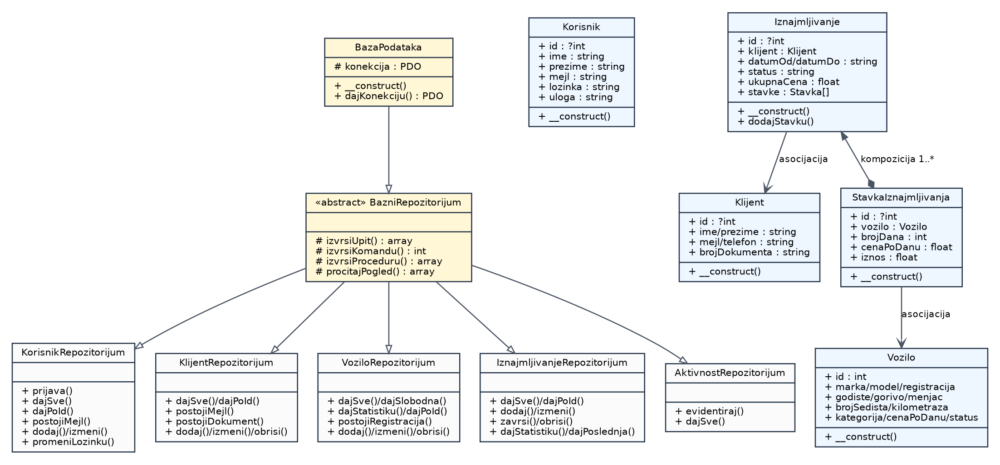 BazaPodataka
# konekcija : PDO
+ __construct()
+ dajKonekciju() : PDO
Korisnik
+ id : ?int
+ ime : string
+ prezime : string
+ mejl : string
+ lozinka : string
+ uloga : string
+ __construct()
Iznajmljivanje
+ id : ?int
+ klijent : Klijent
+ datumOd/datumDo : string
+ status : string
+ ukupnaCena : float
+ stavke : Stavka[]
+ __construct()
+ dodajStavku()
asocijacija
kompozicija 1..*
«abstract» BazniRepozitorijum
# izvrsiUpit() : array
# izvrsiKomandu() : int
# izvrsiProceduru() : array
# procitajPogled() : array
Klijent
+ id : ?int
+ ime/prezime : string
+ mejl/telefon : string
+ brojDokumenta : string
+ __construct()
StavkaIznajmljivanja
+ id : ?int
+ vozilo : Vozilo
+ brojDana : int
+ cenaPoDanu : float
+ iznos : float
+ __construct()
asocijacija
KorisnikRepozitorijum
+ prijava()
+ dajSve()
+ dajPoId()
+ postojiMejl()
+ dodaj()/izmeni()
+ promeniLozinku()
KlijentRepozitorijum
+ dajSve()/dajPoId()
+ postojiMejl()
+ postojiDokument()
+ dodaj()/izmeni()/obrisi()
VoziloRepozitorijum
+ dajSve()/dajSlobodna()
+ dajStatistiku()/dajPoId()
+ postojiRegistracija()
+ dodaj()/izmeni()/obrisi()
IznajmljivanjeRepozitorijum
+ dajSve()/dajPoId()
+ dodaj()/izmeni()
+ zavrsi()/obrisi()
+ dajStatistiku()/dajPoslednja()
AktivnostRepozitorijum
+ evidentiraj()
+ dajSve()
Vozilo
+ id : int
+ marka/model/registracija
+ godiste/gorivo/menjac
+ brojSedista/kilometraza
+ kategorija/cenaPoDanu/status
+ __construct()